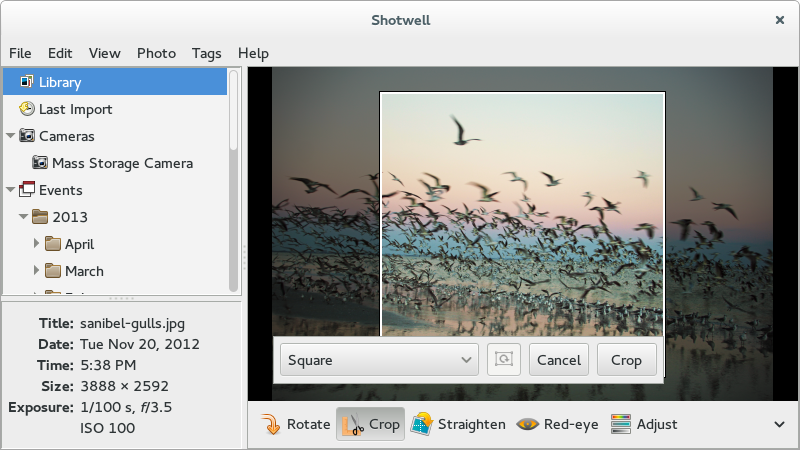 Shotwell
File Edit View Photo Tags Help
Library
Last Import
Cameras
Mass Storage Camera
Events
2013
April
March
Title: sanibel-gulls.jpg
Date: Tue Nov 20, 2012
Time: 5:38 PM
Size: 3888 × 2592
Exposure: 1/100 s, f/3.5
ISO 100
Square
Cancel
Crop
Rotate Crop Straighten Red-eye Adjust